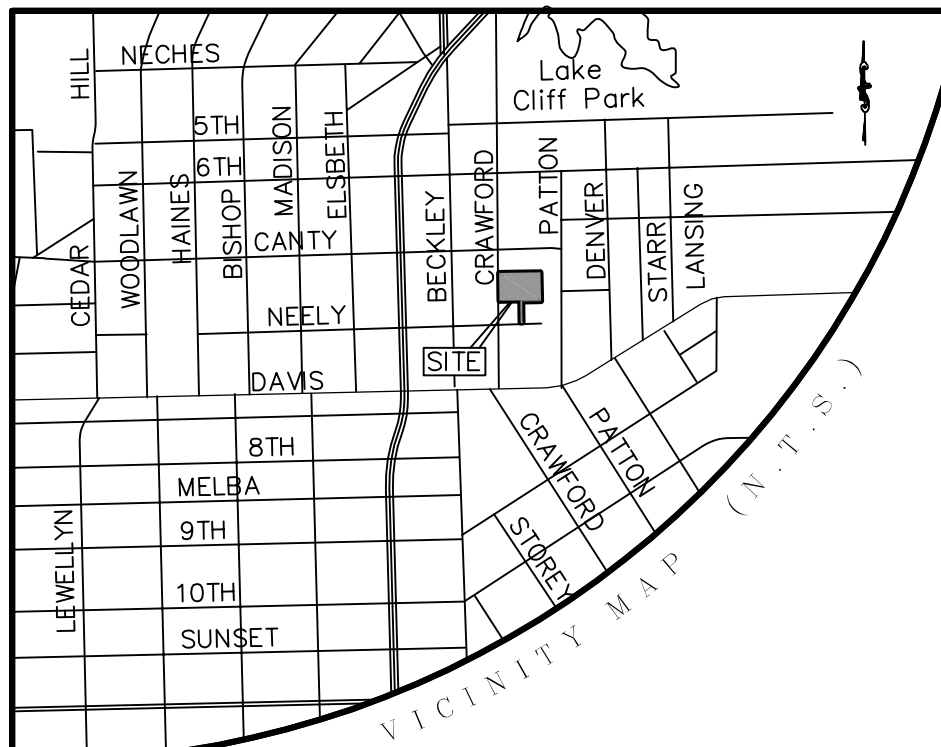 NECHES
HILL
Lake
Cliff Park
5TH
6TH
MADISON
ELSBETH
WOODLAWN
HAINES
BISHOP
CANTY
BECKLEY
CRAWFORD
PATTON
DENVER
STARR
LANSING
CEDAR
NEELY
SITE
DAVIS
8TH
MELBA
CRAWFORD
PATTON
9TH
STOREY
LEWELLYN
10TH
SUNSET
VICINITY MAP (N.T.S.)